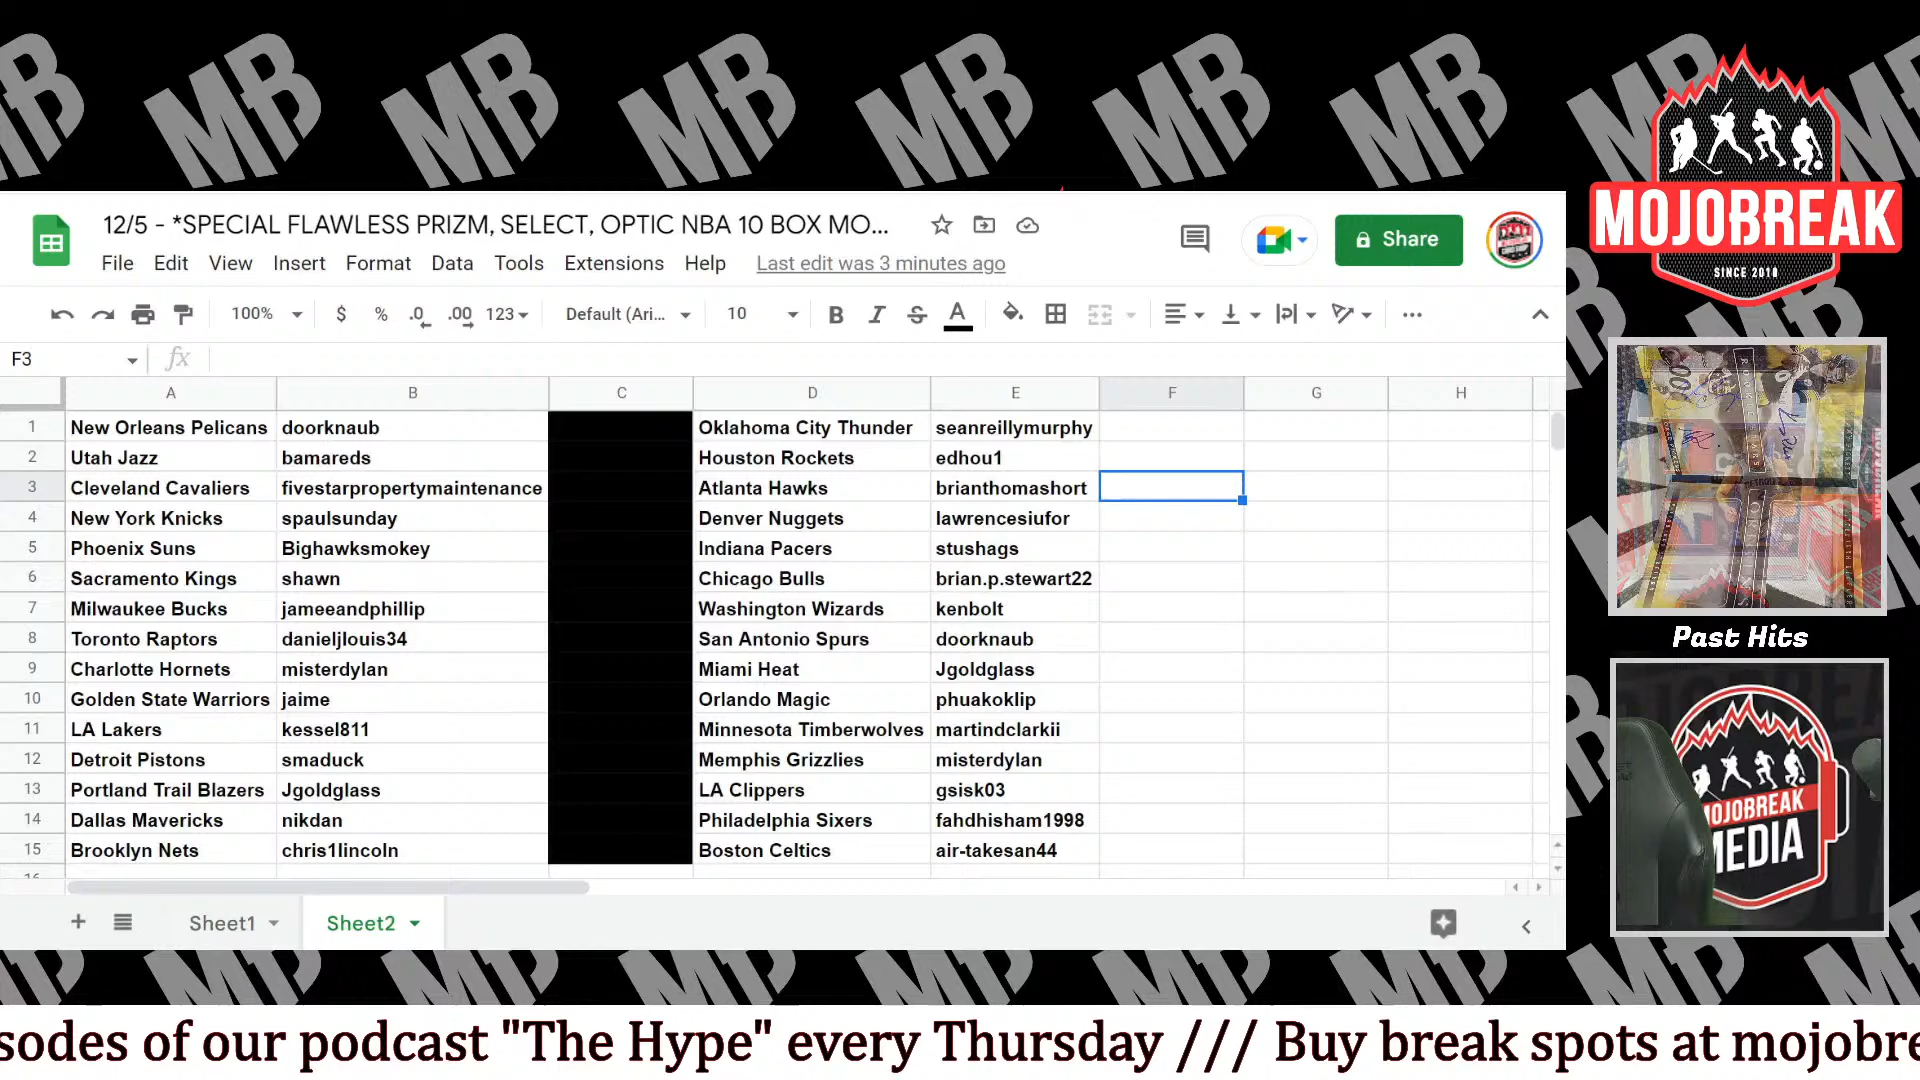 MOJOBREAK
SINCE 2010
12/5 - *SPECIAL FLAWLESS PRIZM, SELECT, OPTIC NBA 10 BOX MO...
Share
File Edit View Insert Format Data Tools Extensions Help Last edit was 3 minutes ago
100% $ % .0 .00 123 Default (Ari... 10 B I S A
F3 fx
A B C D E F G H
1 New Orleans Pelicans doorknaub Oklahoma City Thunder seanreillymurphy
2 Utah Jazz bamareds Houston Rockets edhou1
3 Cleveland Cavaliers fivestarpropertymaintenance Atlanta Hawks brianthomashort
4 New York Knicks spaulsunday Denver Nuggets lawrencesiufor
5 Phoenix Suns Bighawksmokey Indiana Pacers stushags
6 Sacramento Kings shawn Chicago Bulls brian.p.stewart22
7 Milwaukee Bucks jameeandphillip Washington Wizards kenbolt
8 Toronto Raptors danieljlouis34 San Antonio Spurs doorknaub
9 Charlotte Hornets misterdylan Miami Heat Jgoldglass
10 Golden State Warriors jaime Orlando Magic phuakoklip
11 LA Lakers kessel811 Minnesota Timberwolves martindclarkii
12 Detroit Pistons smaduck Memphis Grizzlies misterdylan
13 Portland Trail Blazers Jgoldglass LA Clippers gsisk03
14 Dallas Mavericks nikdan Philadelphia Sixers fahdhisham1998
15 Brooklyn Nets chris1lincoln Boston Celtics air-takesan44
Sheet1 Sheet2
Past Hits
MOJOBREAK
MEDIA
sodes of our podcast "The Hype" every Thursday /// Buy break spots at mojobre